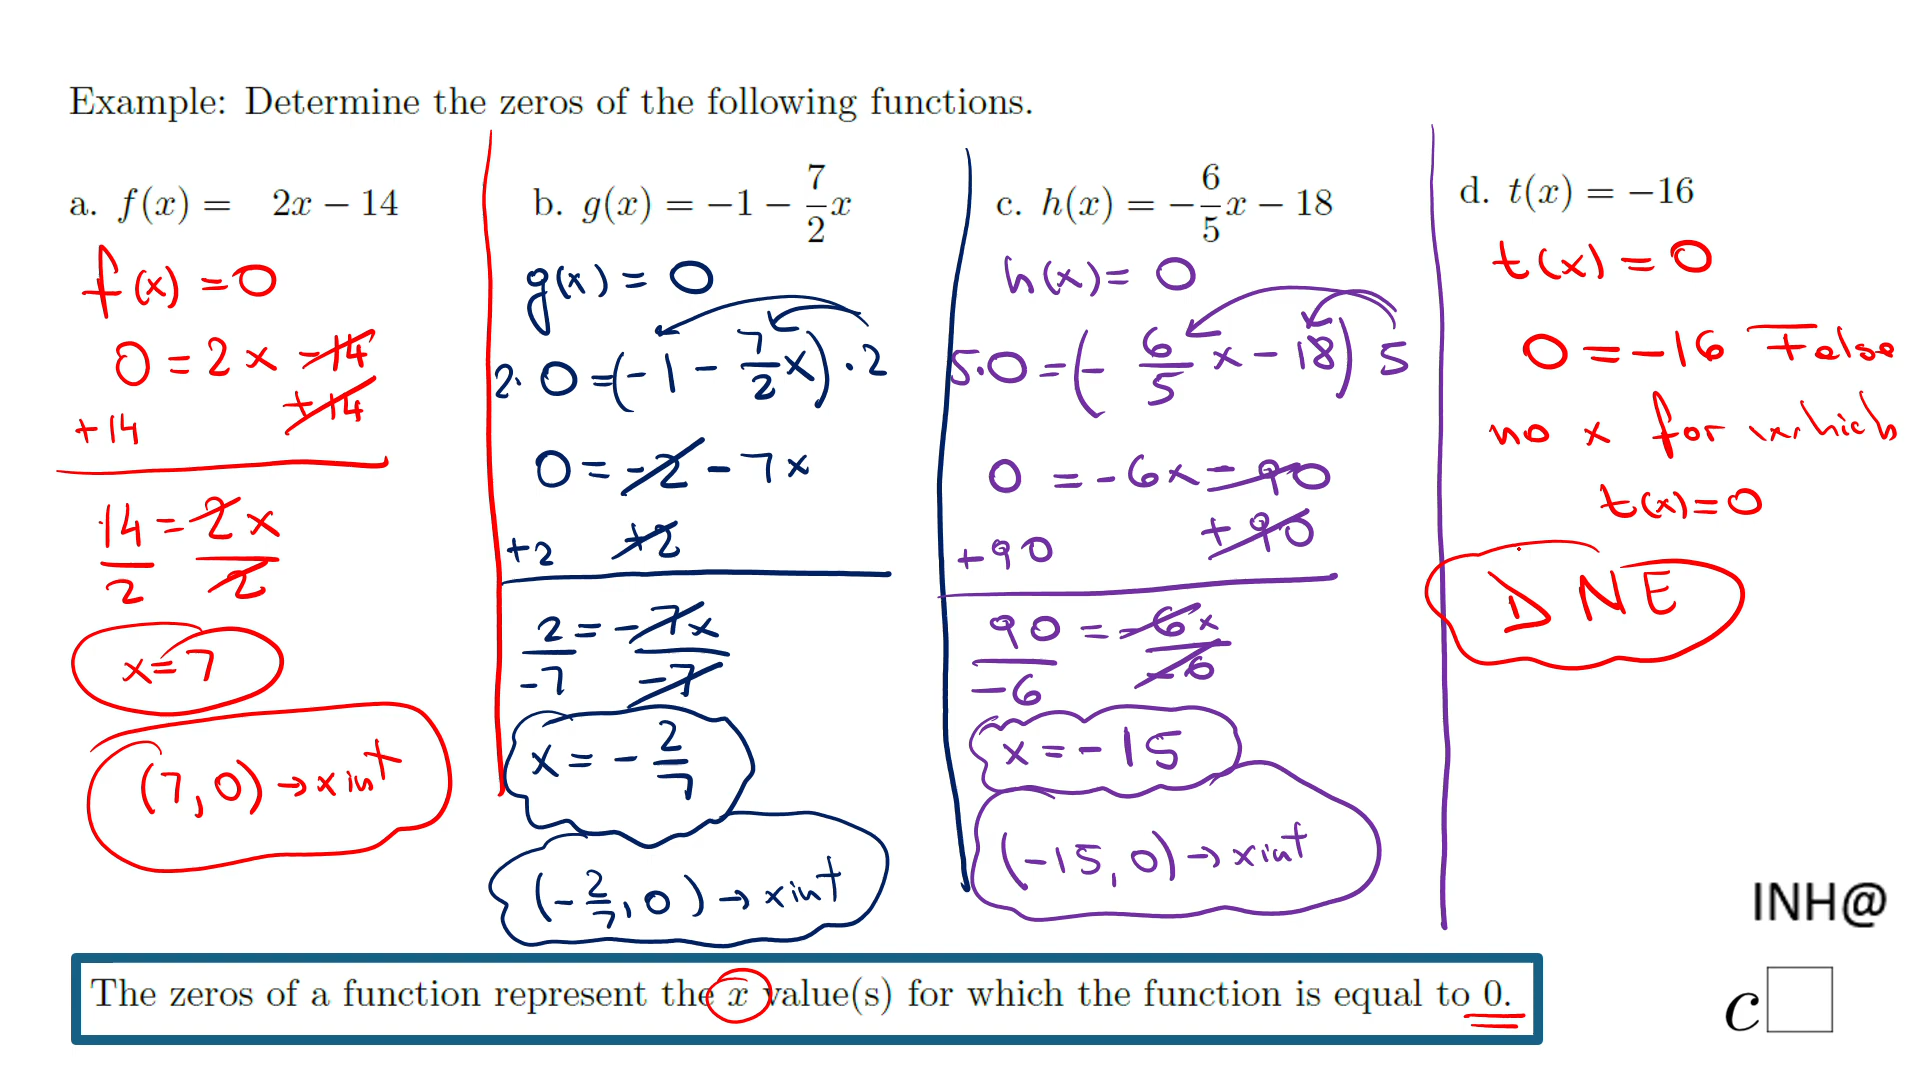 Example: Determine the zeros of the following functions.
a. f(x) = 2x − 14
f(x) = 0
0 = 2x −14
+14 +14
14 = 2x
2 2
x = 7
(7, 0) → x int
b. g(x) = −1 − 7/2 x
g(x) = 0
2· 0 = (−1 − 7/2 x) · 2
0 = −2 − 7x
+2 +2
2 = −7x
−7 −7
x = − 2/7
(−2/7, 0) → x int
c. h(x) = −6/5 x − 18
h(x) = 0
5·0 = (− 6/5 x − 18) 5
0 = −6x − 90
+90 +90
90 = −6x
−6 −6
x = −15
(−15, 0) → x int
d. t(x) = −16
t(x) = 0
0 = −16 False
no x for which
t(x) = 0
DNE
The zeros of a function represent the x value(s) for which the function is equal to 0.
INH@
c